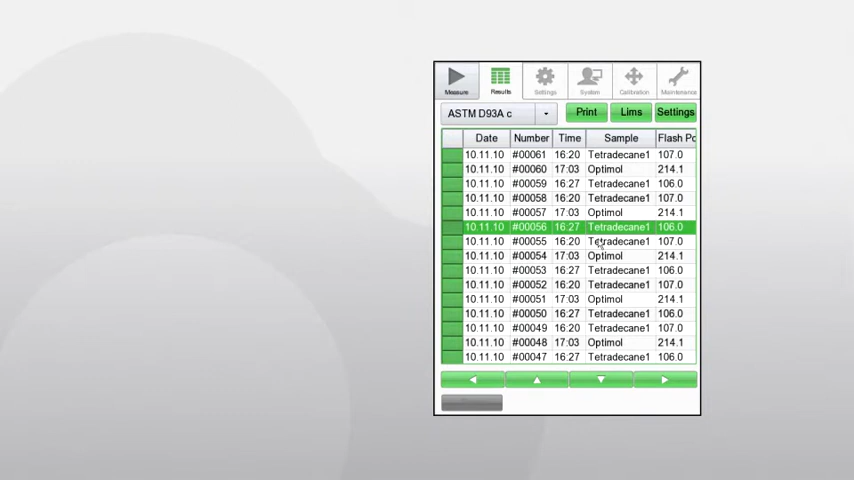 Measure Results Settings System Calibration Maintenance
ASTM D93A c Print Lims Settings
Date Number Time Sample Flash Po
10.11.10 #00061 16:20 Tetradecane1 107.0
10.11.10 #00060 17:03 Optimol 214.1
10.11.10 #00059 16:27 Tetradecane1 106.0
10.11.10 #00058 16:20 Tetradecane1 107.0
10.11.10 #00057 17:03 Optimol 214.1
10.11.10 #00056 16:27 Tetradecane1 106.0
10.11.10 #00055 16:20 Tetradecane1 107.0
10.11.10 #00054 17:03 Optimol 214.1
10.11.10 #00053 16:27 Tetradecane1 106.0
10.11.10 #00052 16:20 Tetradecane1 107.0
10.11.10 #00051 17:03 Optimol 214.1
10.11.10 #00050 16:27 Tetradecane1 106.0
10.11.10 #00049 16:20 Tetradecane1 107.0
10.11.10 #00048 17:03 Optimol 214.1
10.11.10 #00047 16:27 Tetradecane1 106.0